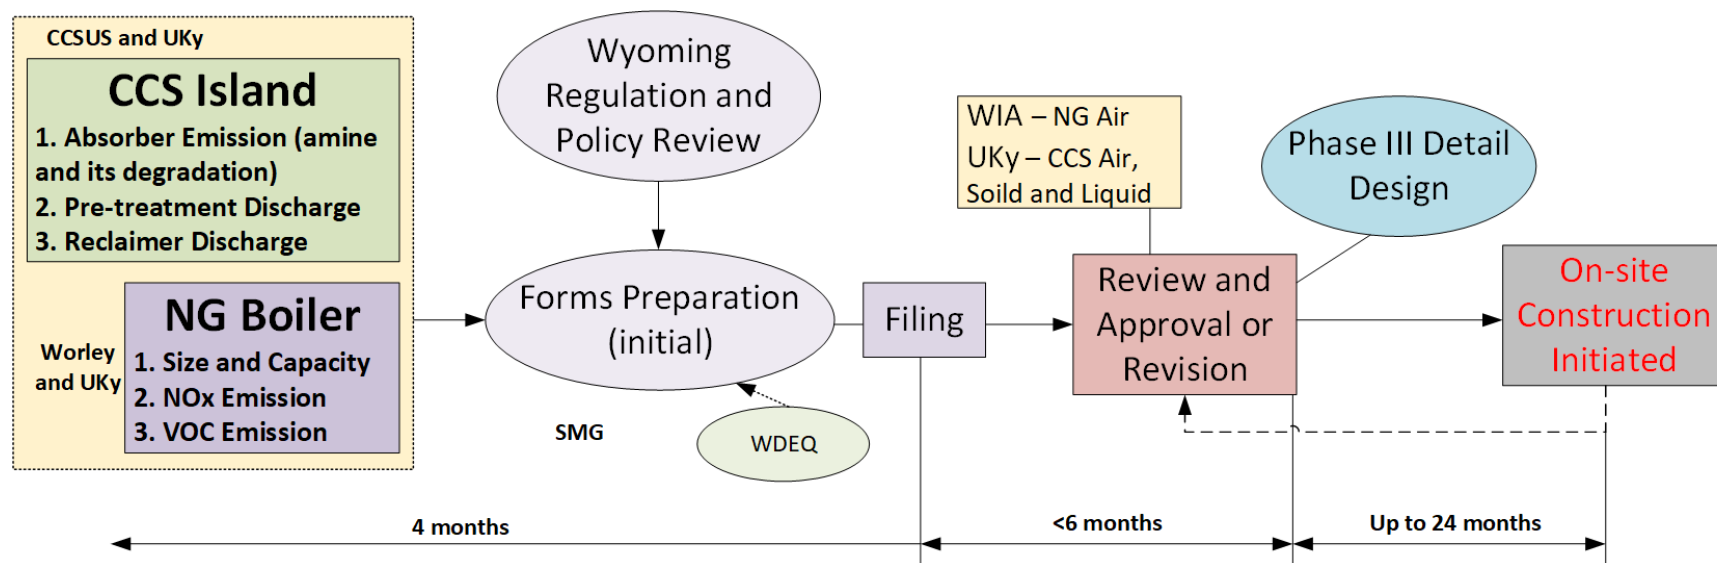 CCSUS and UKy
CCS Island
1. Absorber Emission (amine
and its degradation)
2. Pre-treatment Discharge
3. Reclaimer Discharge
NG Boiler
1. Size and Capacity
2. NOx Emission
3. VOC Emission
Worley
and UKy
Wyoming
Regulation and
Policy Review
Forms Preparation
(initial)
SMG
WDEQ
Filing
WIA – NG Air
UKy – CCS Air,
Soild and Liquid
Review and
Approval or
Revision
Phase III Detail
Design
On-site
Construction
Initiated
4 months
<6 months
Up to 24 months